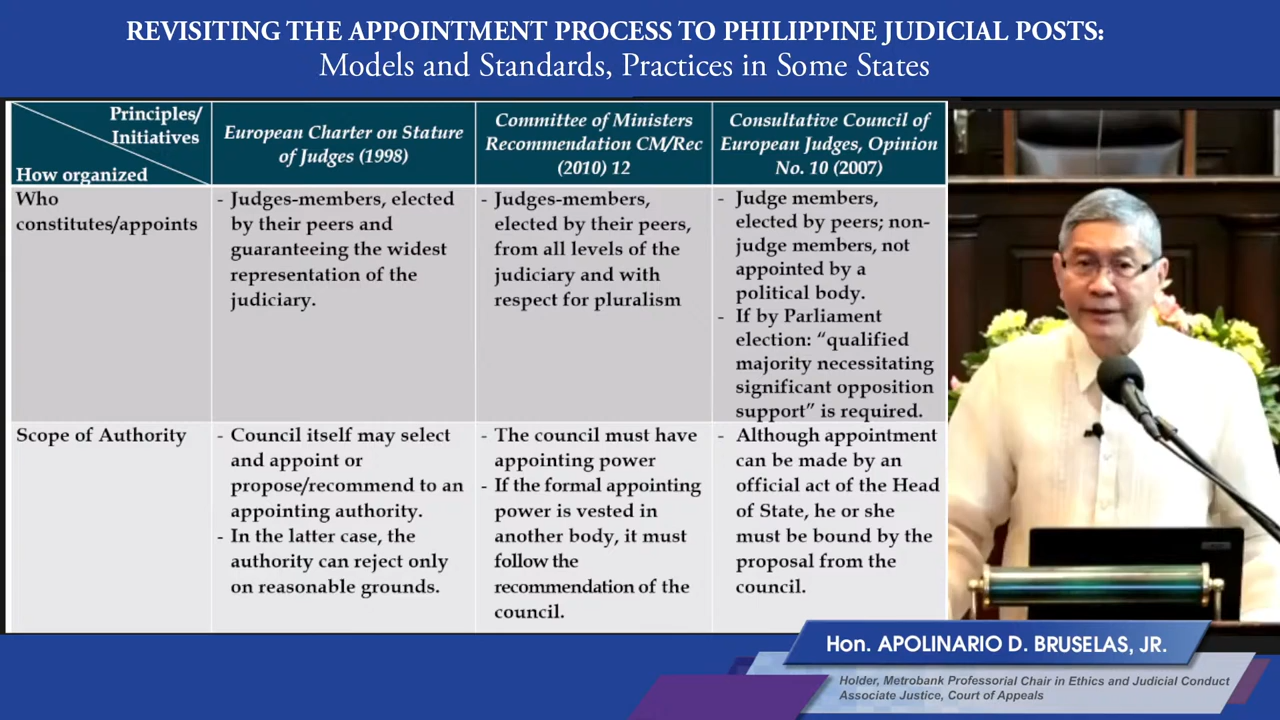 REVISITING THE APPOINTMENT PROCESS TO PHILIPPINE JUDICIAL POSTS:
Models and Standards, Practices in Some States
Principles/
Initiatives
How organized
European Charter on Stature
of Judges (1998)
Committee of Ministers
Recommendation CM/Rec
(2010) 12
Consultative Council of
European Judges, Opinion
No. 10 (2007)
Who
constitutes/appoints
- Judges-members, elected
by their peers and
guaranteeing the widest
representation of the
judiciary.
- Judges-members,
elected by their peers,
from all levels of the
judiciary and with
respect for pluralism
- Judge members,
elected by peers; non-
judge members, not
appointed by a
political body.
- If by Parliament
election: “qualified
majority necessitating
significant opposition
support” is required.
Scope of Authority
- Council itself may select
and appoint or
propose/recommend to an
appointing authority.
- In the latter case, the
authority can reject only
on reasonable grounds.
- The council must have
appointing power
- If the formal appointing
power is vested in
another body, it must
follow the
recommendation of the
council.
- Although appointment
can be made by an
official act of the Head
of State, he or she
must be bound by the
proposal from the
council.
Hon. APOLINARIO D. BRUSELAS, JR.
Holder, Metrobank Professorial Chair in Ethics and Judicial Conduct
Associate Justice, Court of Appeals